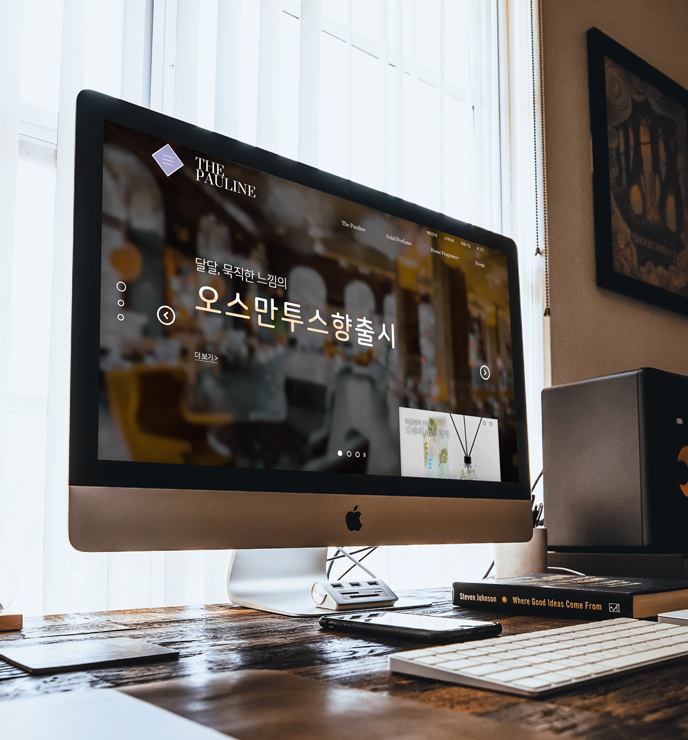 THE
PAULINE
The Pauline
Solid Perfume
Home Fragrance
Event
달달, 묵직한 느낌의
오스만투스향출시
더보기 >
Steven Johnson
Where Good Ideas Come From